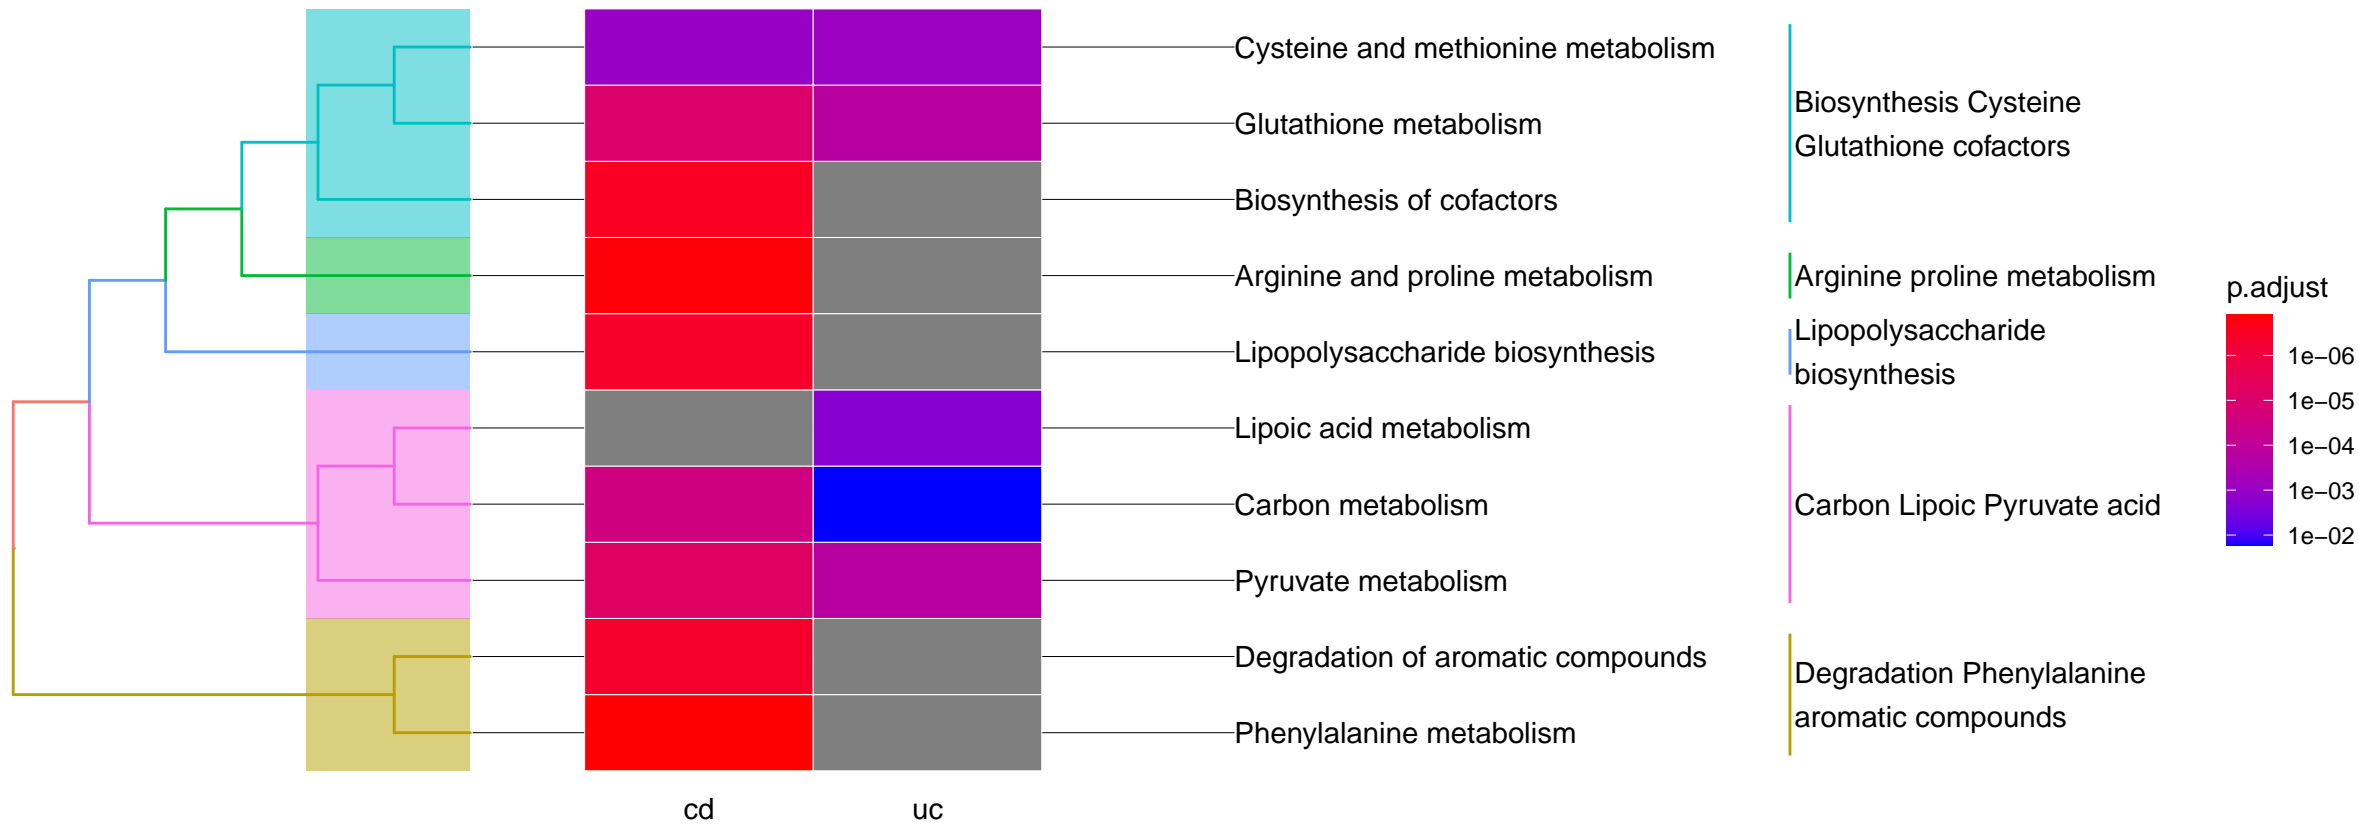 Cysteine and methionine metabolism
Glutathione metabolism
Biosynthesis of cofactors
Arginine and proline metabolism
Lipopolysaccharide biosynthesis
Lipoic acid metabolism
Carbon metabolism
Pyruvate metabolism
Degradation of aromatic compounds
Phenylalanine metabolism
Biosynthesis Cysteine
Glutathione cofactors
Arginine proline metabolism
Lipopolysaccharide
biosynthesis
Carbon Lipoic Pyruvate acid
Degradation Phenylalanine
aromatic compounds
p.adjust
1e−06
1e−05
1e−04
1e−03
1e−02
cd
uc